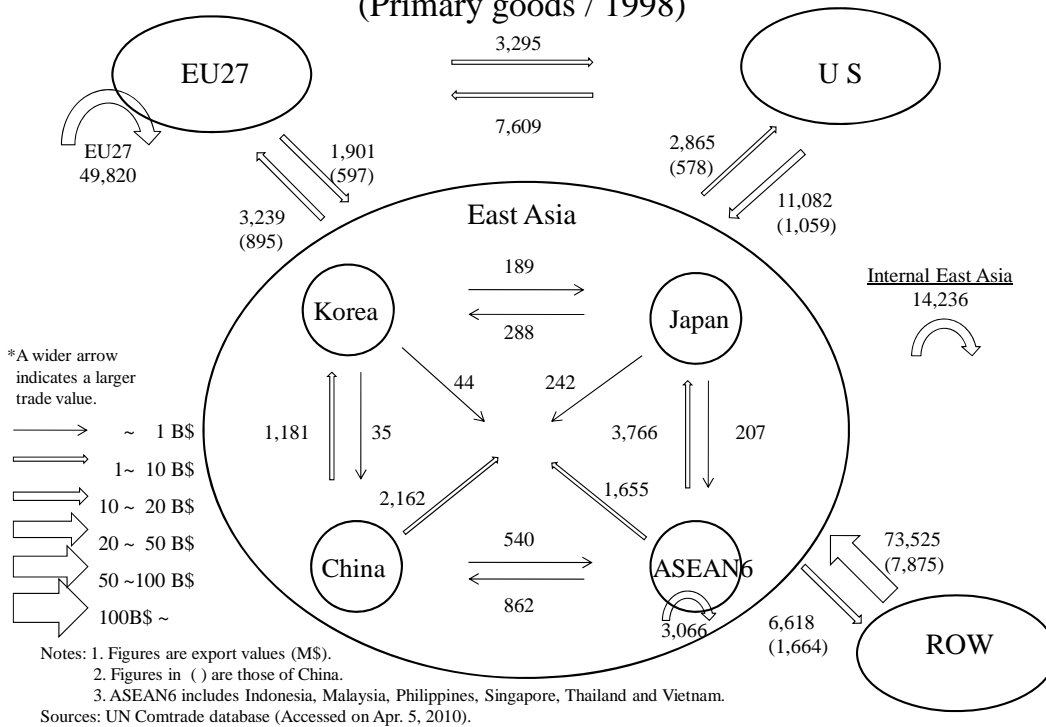 (Primary goods / 1998)
3,295
EU27
U S
7,609
EU27
49,820
1,901
(597)
2,865
(578)
3,239
(895)
11,082
(1,059)
East Asia
189
Internal East Asia
14,236
Korea
Japan
288
*A wider arrow
indicates a larger
trade value.
44
242
~ 1 B$
1,181
35
3,766
207
1~ 10 B$
10 ~ 20 B$
2,162
1,655
20 ~ 50 B$
540
73,525
(7,875)
50 ~100 B$
China
ASEAN6
100B$ ~
862
3,066
6,618
(1,664)
ROW
Notes: 1. Figures are export values (M$).
2. Figures in ( ) are those of China.
3. ASEAN6 includes Indonesia, Malaysia, Philippines, Singapore, Thailand and Vietnam.
Sources: UN Comtrade database (Accessed on Apr. 5, 2010).